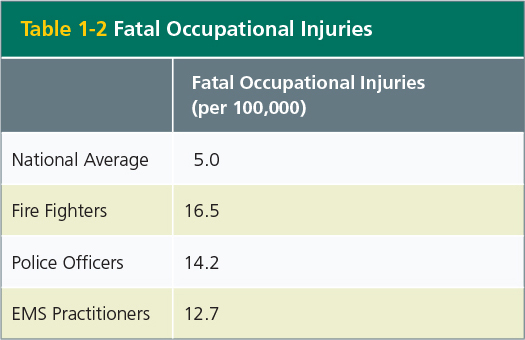 Table 1-2 Fatal Occupational Injuries
Fatal Occupational Injuries
(per 100,000)
National Average 5.0
Fire Fighters 16.5
Police Officers 14.2
EMS Practitioners 12.7